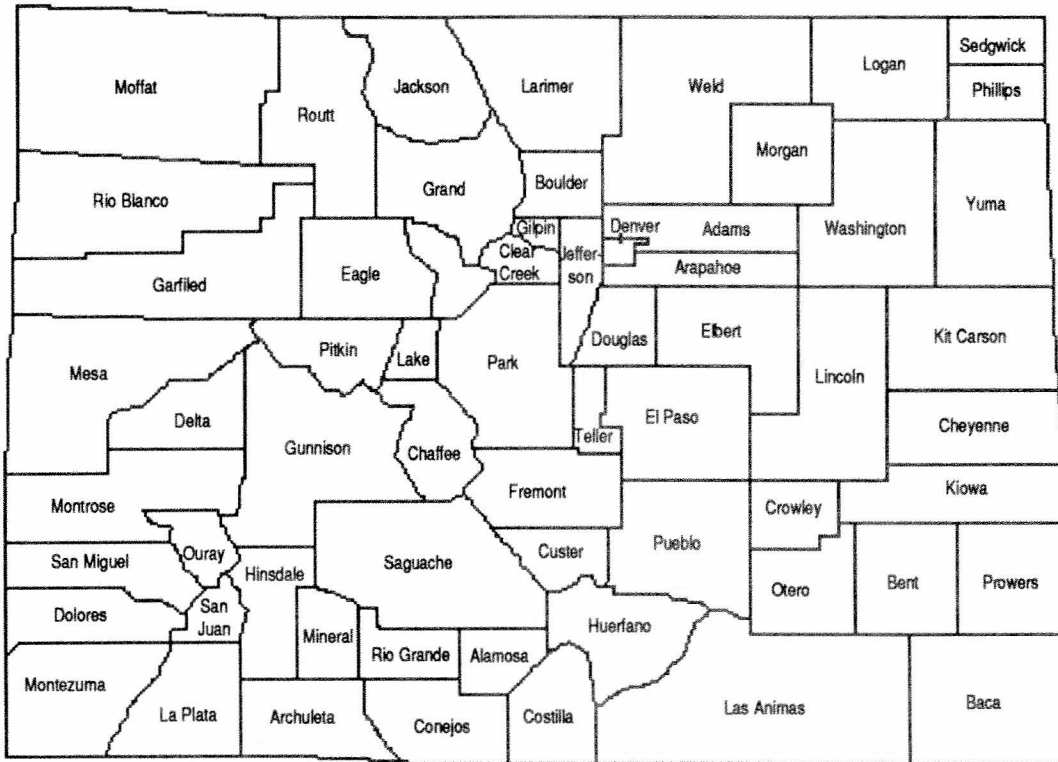 Moffat
Routt
Jackson
Larimer
Weld
Logan
Sedgwick
Phillips
Morgan
Rio Blanco
Grand
Boulder
Washington
Yuma
Gilpin
Denver
Adams
Clear
Creek
Jeffer-
son
Arapahoe
Garfiled
Eagle
Mesa
Pitkin
Lake
Park
Douglas
Elbert
Lincoln
Kit Carson
Delta
Gunnison
Chaffee
Teller
El Paso
Cheyenne
Montrose
Fremont
Crowley
Kiowa
San Miguel
Ouray
Hinsdale
Saguache
Custer
Pueblo
Otero
Bent
Prowers
Dolores
San
Juan
Mineral
Rio Grande
Alamosa
Huerfano
Montezuma
La Plata
Archuleta
Conejos
Costilla
Las Animas
Baca